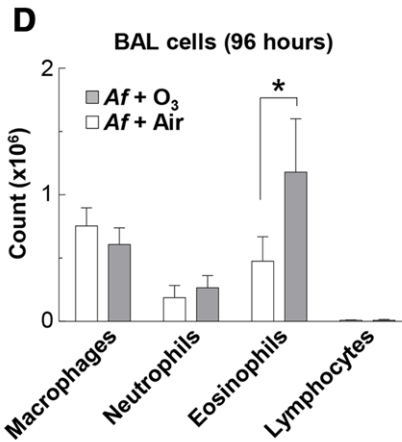 D
BAL cells (96 hours)
2
1
0
Count (x10⁶)
Af + O₃
Af + Air
*
Macrophages
Neutrophils
Eosinophils
Lymphocytes